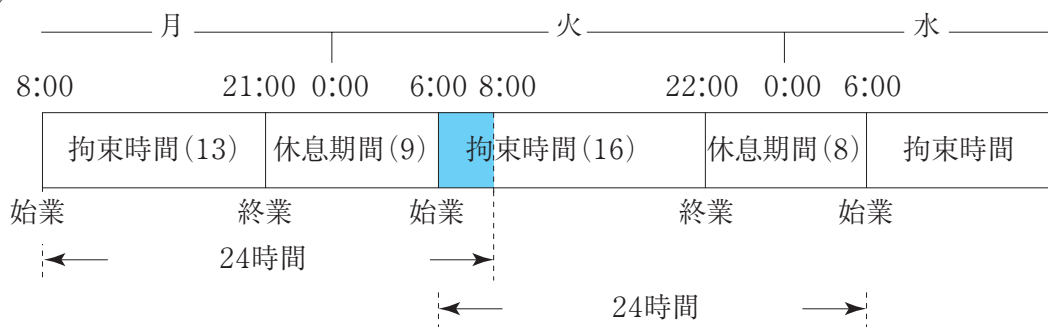 月 火 水
8:00 21:00 0:00 6:00 8:00 22:00 0:00 6:00
拘束時間(13) 休息期間(9) 拘束時間(16) 休息期間(8) 拘束時間
始業 終業 始業 終業 始業
24時間
24時間